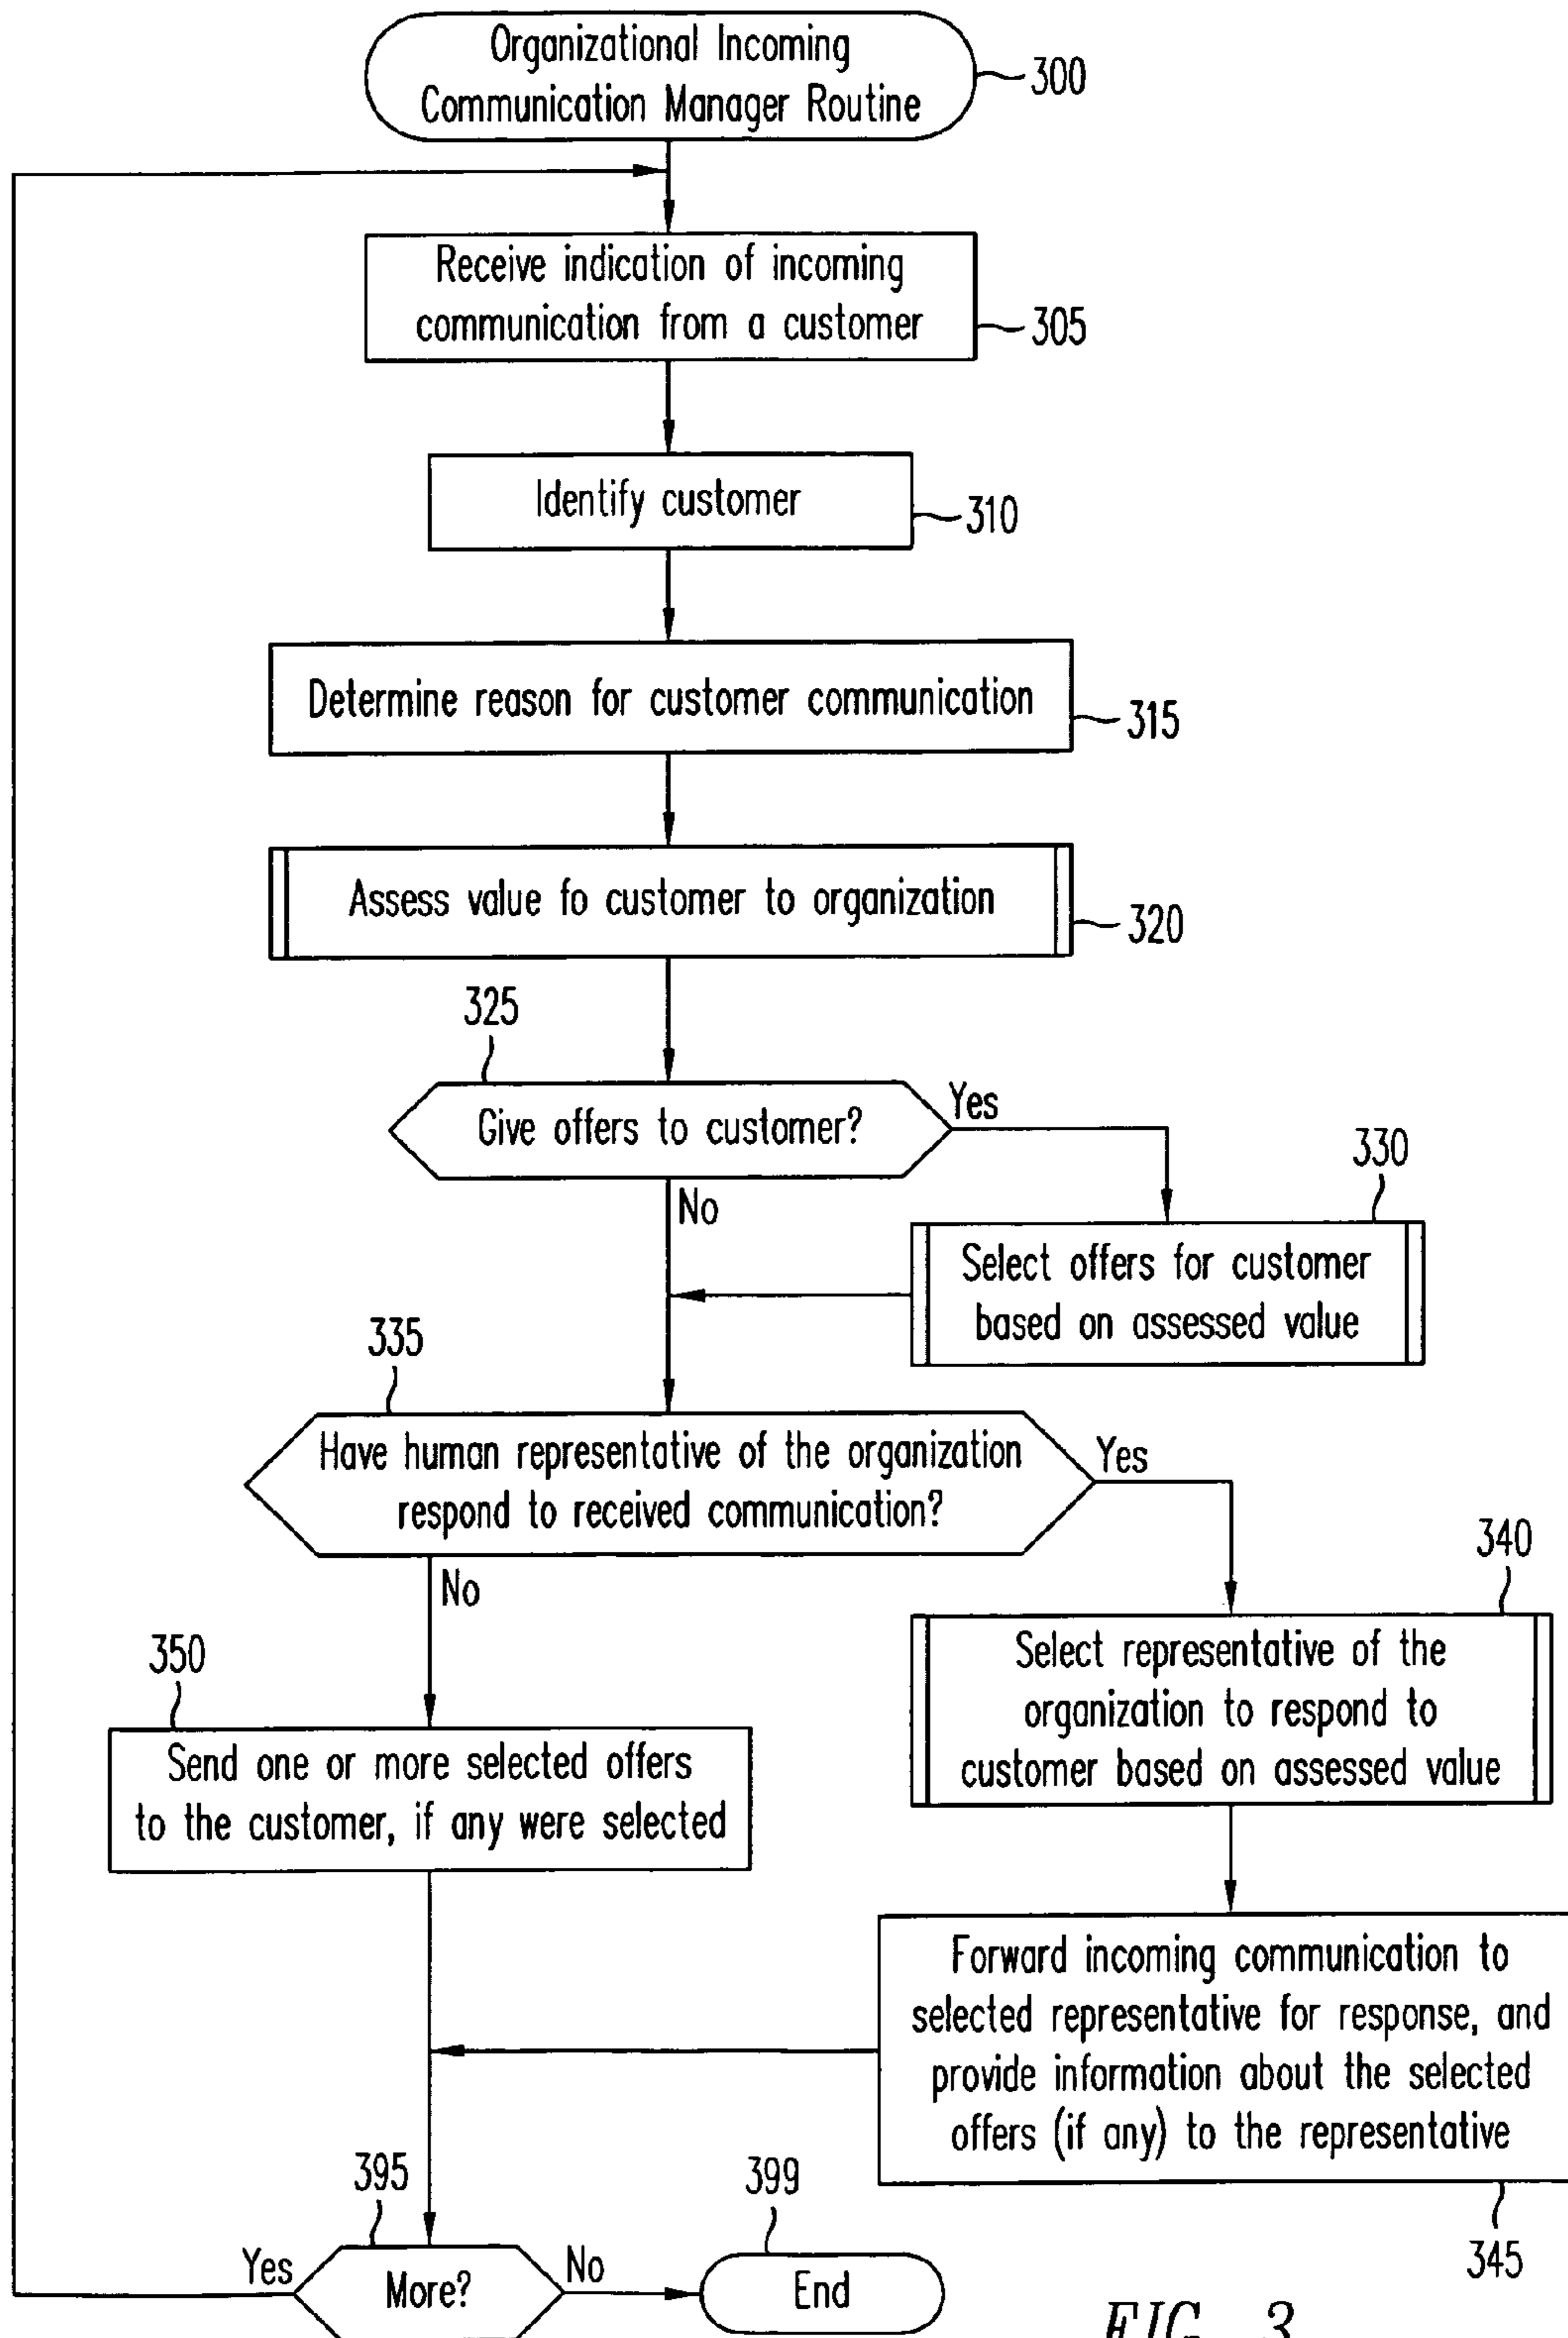 Organizational Incoming
Communication Manager Routine
300
Receive indication of incoming
communication from a customer
305
Identify customer
310
Determine reason for customer communication
315
Assess value fo customer to organization
320
325
Give offers to customer?
Yes
No
330
Select offers for customer
based on assessed value
335
Have human representative of the organization
respond to received communication?
Yes
No
340
Select representative of the
organization to respond to
customer based on assessed value
350
Send one or more selected offers
to the customer, if any were selected
Forward incoming communication to
selected representative for response, and
provide information about the selected
offers (if any) to the representative
345
395
More?
Yes
No
399
End
FIG. 3